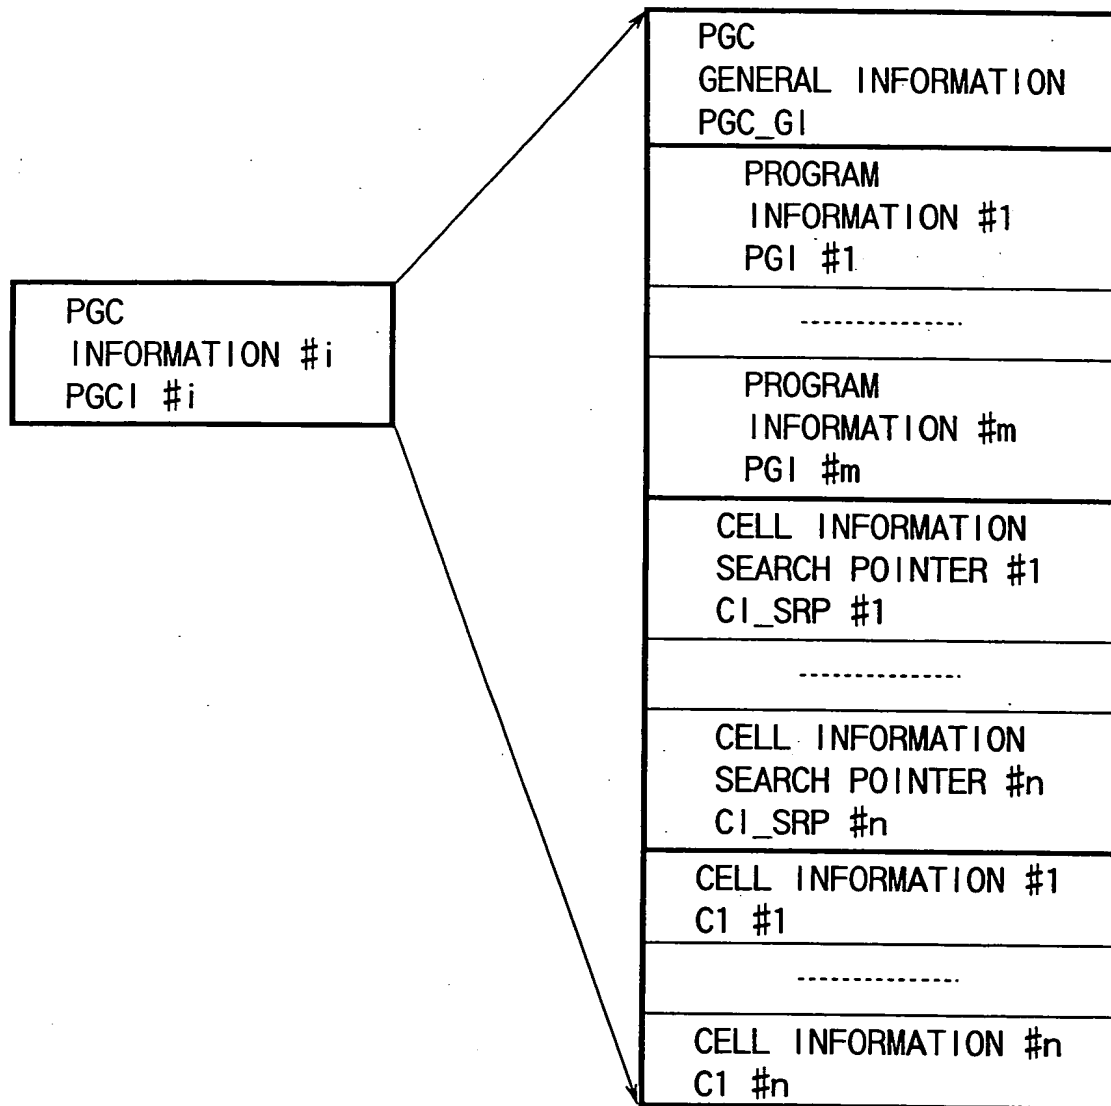 PGC
INFORMATION #i
PGCI #i
PGC
GENERAL INFORMATION
PGC_GI
PROGRAM
INFORMATION #1
PGI #1
PROGRAM
INFORMATION #m
PGI #m
CELL INFORMATION
SEARCH POINTER #1
CI_SRP #1
CELL INFORMATION
SEARCH POINTER #n
CI_SRP #n
CELL INFORMATION #1
C1 #1
CELL INFORMATION #n
C1 #n